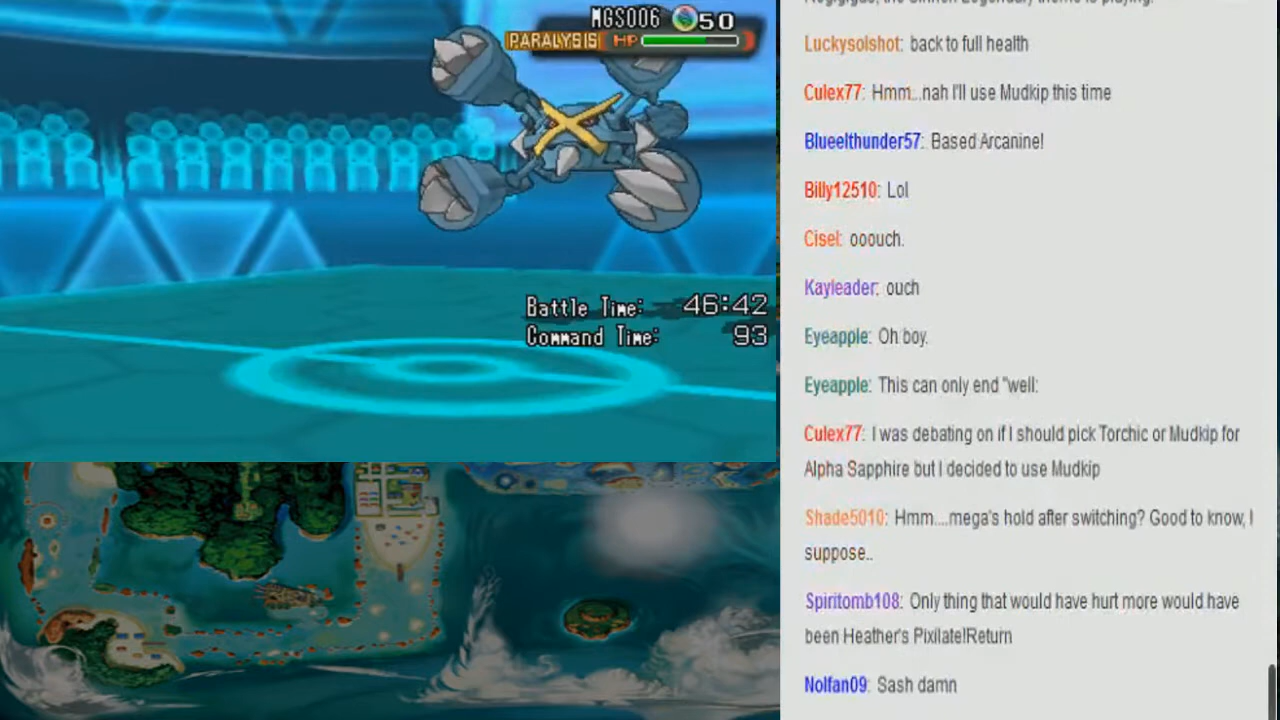 MGS006 50
PARALYSIS HP
Battle Time: 46:42
Command Time: 93
Luckysolshot: back to full health
Culex77: Hmm...nah I'll use Mudkip this time
Blueelthunder57: Based Arcanine!
Billy12510: Lol
Cisel: ooouch.
Kayleader: ouch
Eyeapple: Oh boy.
Eyeapple: This can only end "well:
Culex77: I was debating on if I should pick Torchic or Mudkip for
Alpha Sapphire but I decided to use Mudkip
Shade5010: Hmm....mega's hold after switching? Good to know, I
suppose..
Spiritomb108: Only thing that would have hurt more would have
been Heather's Pixilate!Return
Nolfan09: Sash damn